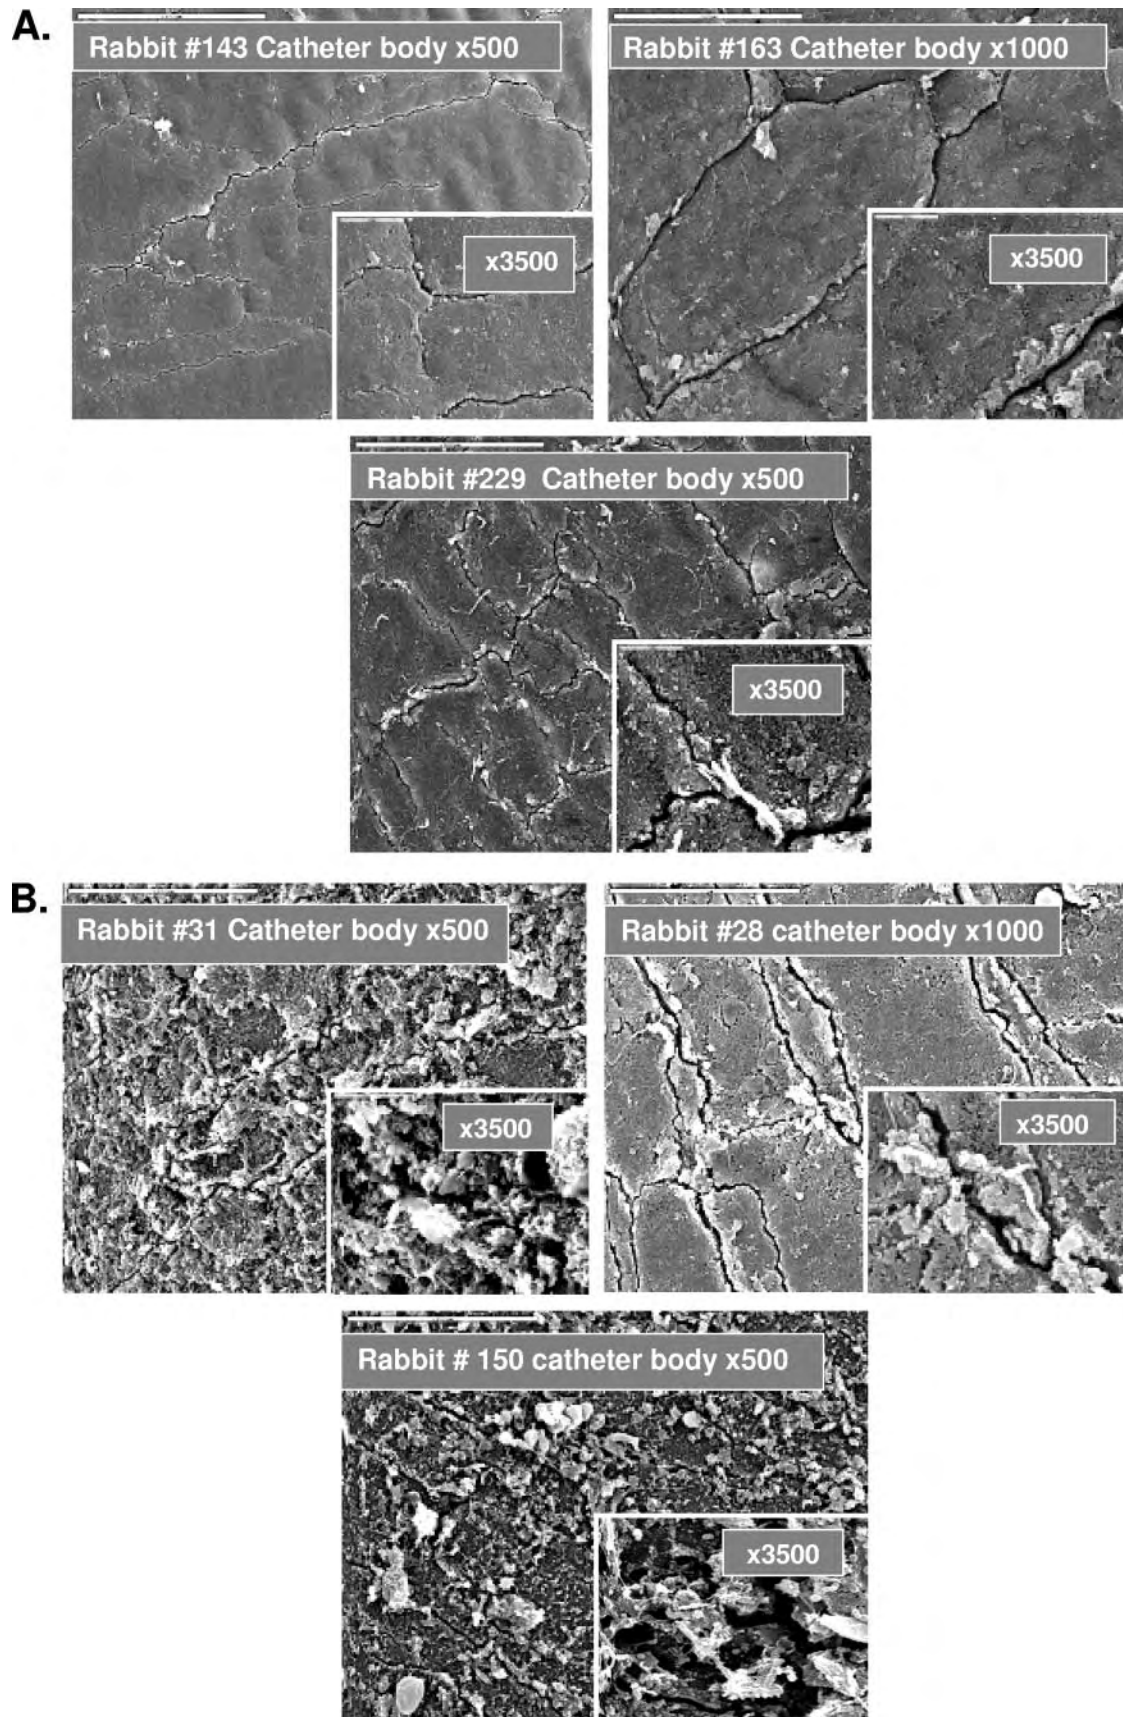 A.
Rabbit #143 Catheter body x500
x3500
Rabbit #163 Catheter body x1000
x3500
Rabbit #229 Catheter body x500
x3500
B.
Rabbit #31 Catheter body x500
x3500
Rabbit #28 catheter body x1000
x3500
Rabbit # 150 catheter body x500
x3500